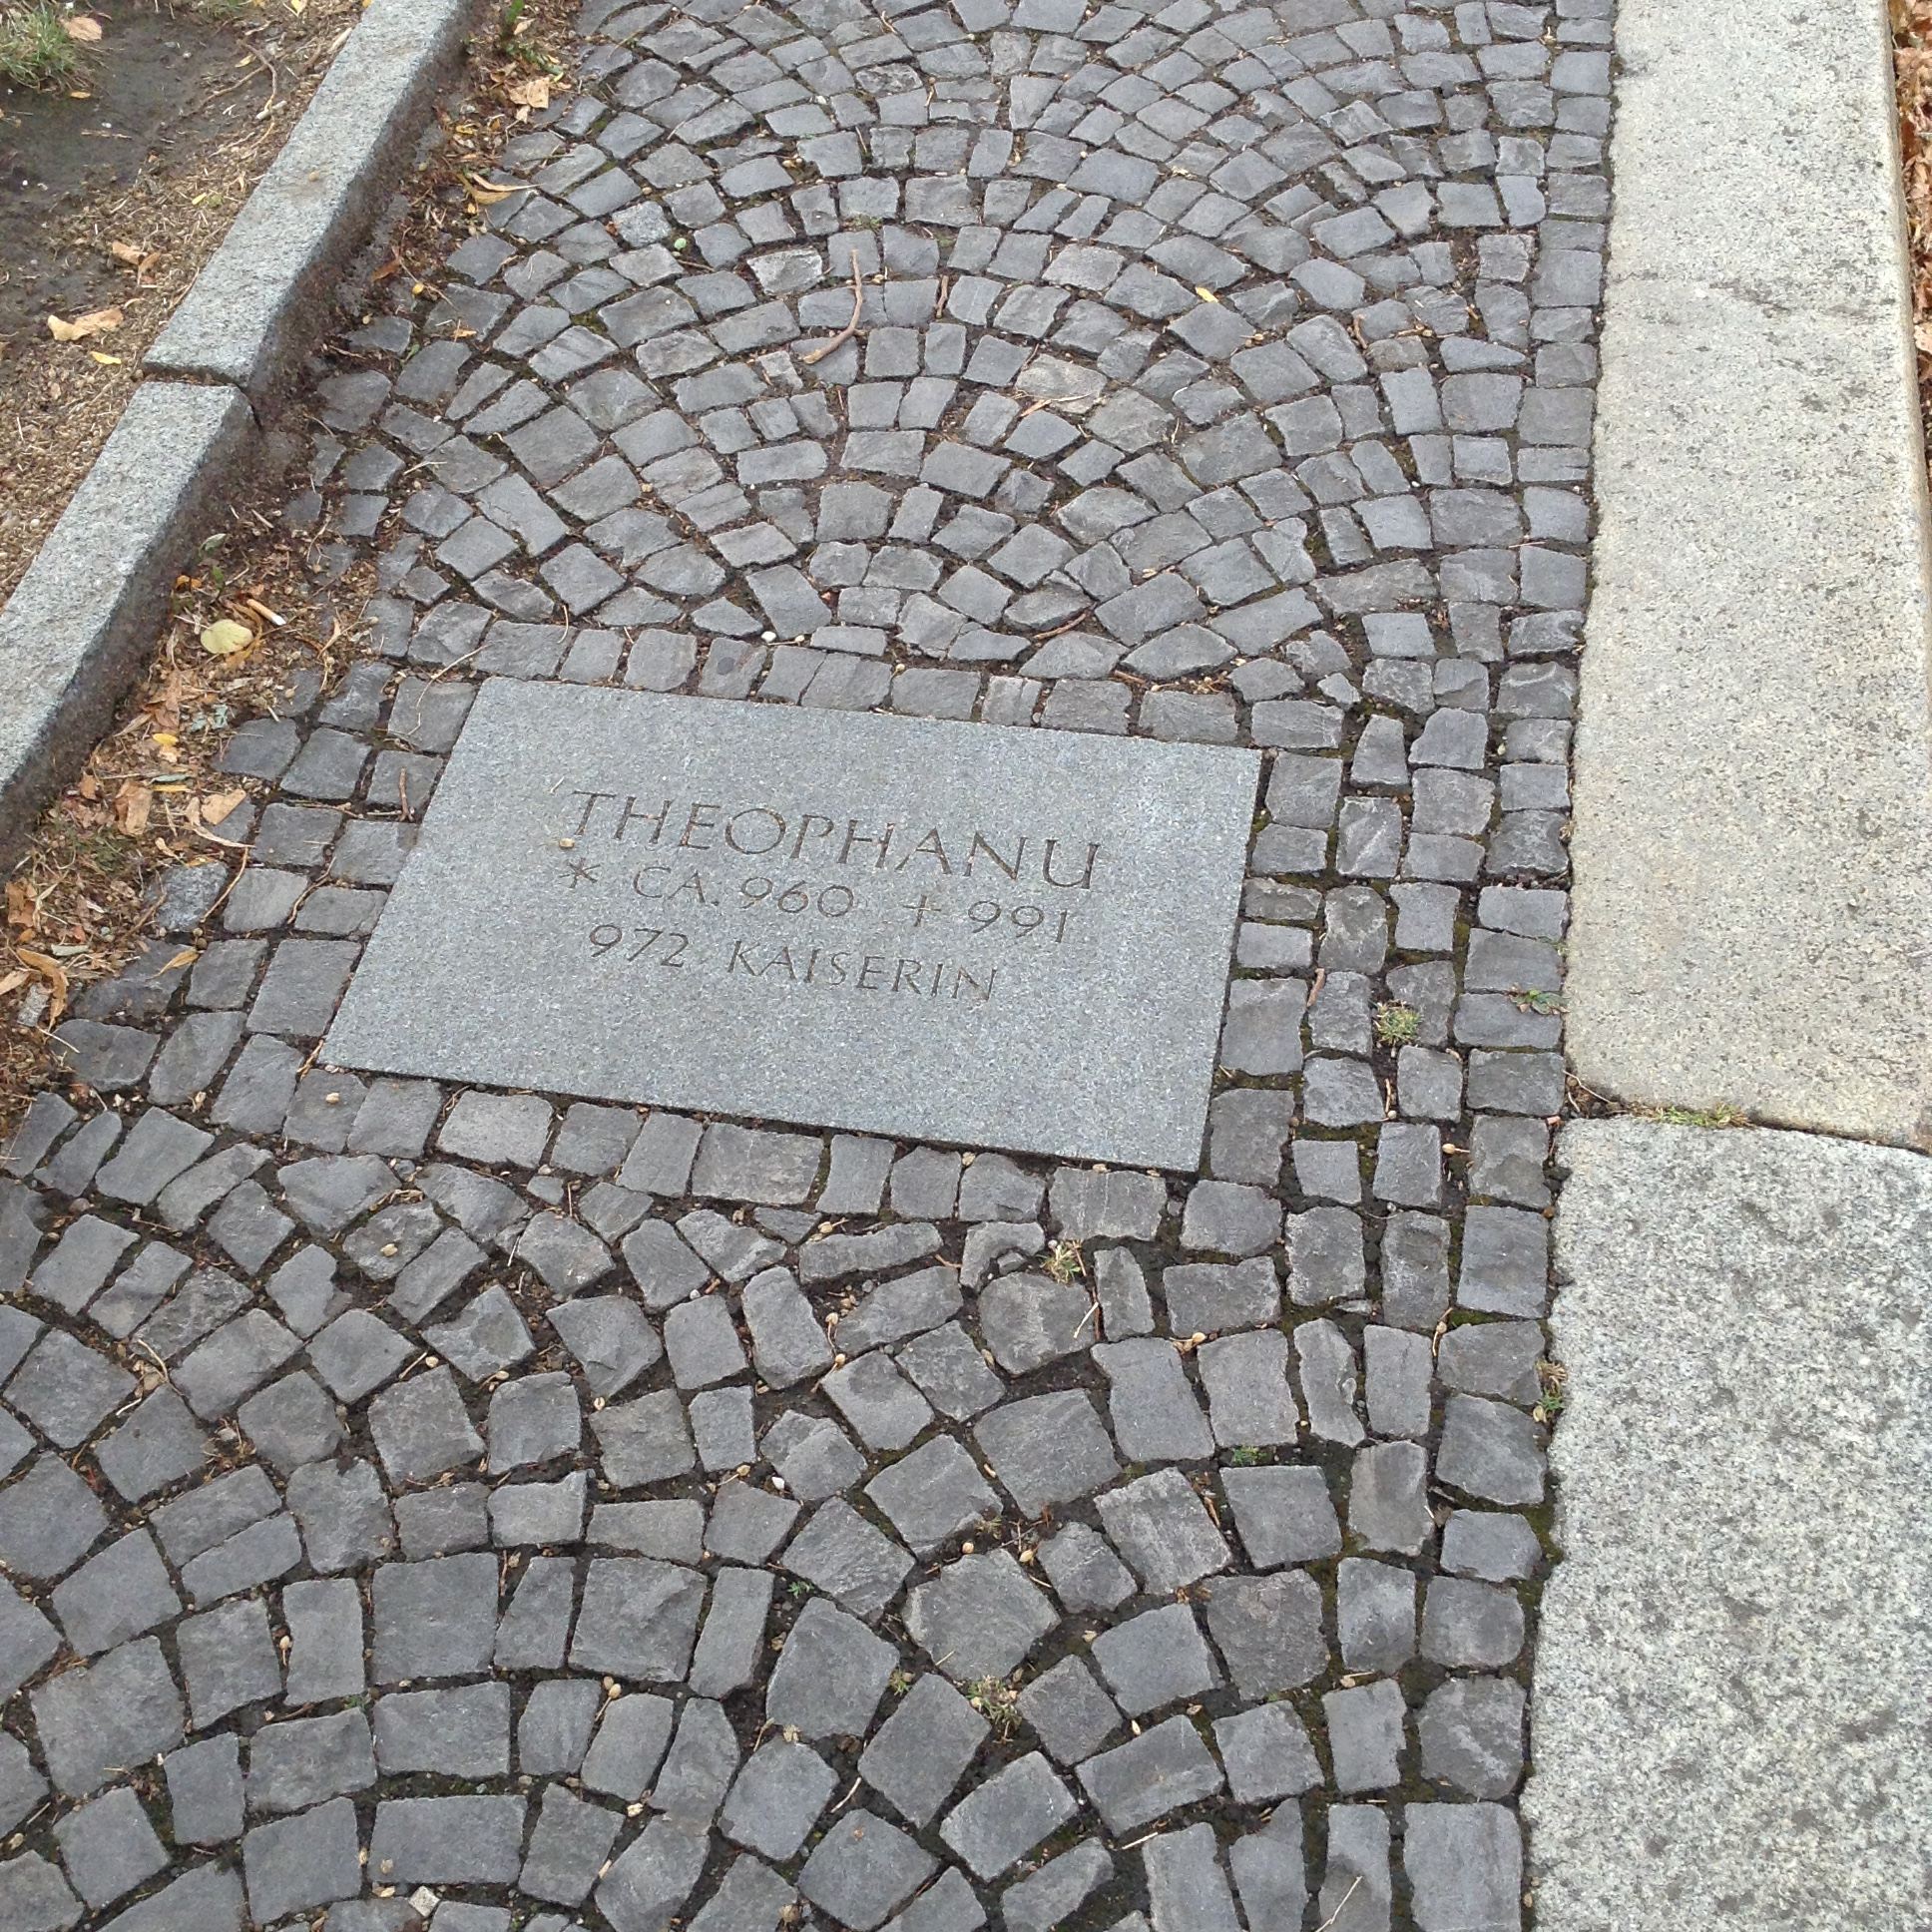 THEOPHANU
* CA. 960 + 991
972 KAISERIN